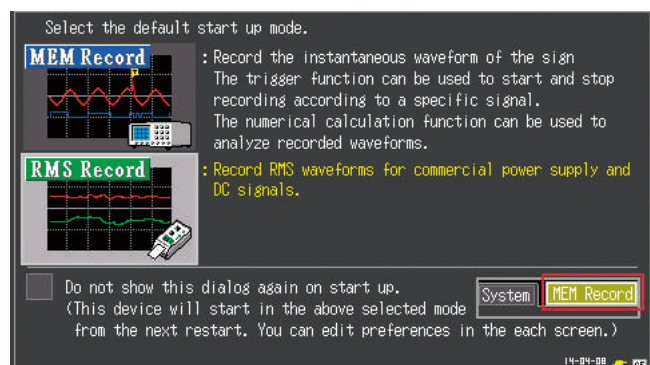 Select the default start up mode.
MEM Record
: Record the instantaneous waveform of the sign
The trigger function can be used to start and stop
recording according to a specific signal.
The numerical calculation function can be used to
analyze recorded waveforms.
RMS Record
: Record RMS waveforms for commercial power supply and
DC signals.
Do not show this dialog again on start up.
(This device will start in the above selected mode
from the next restart. You can edit preferences in the each screen.)
System
MEM Record
14-04-08